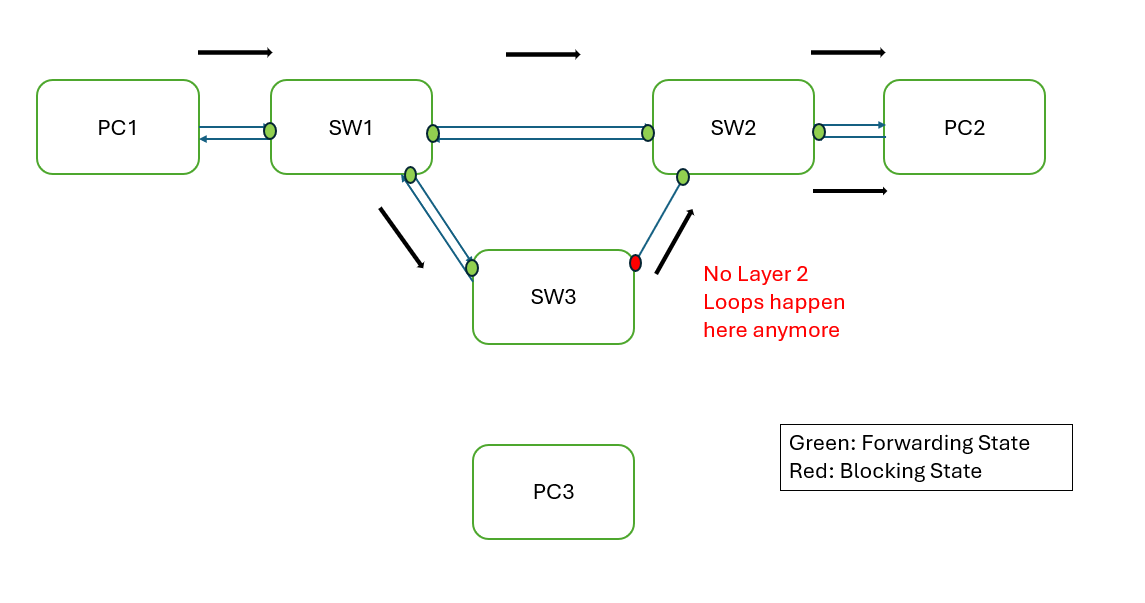 PC1
SW1
SW2
PC2
SW3
No Layer 2
Loops happen
here anymore
Green: Forwarding State
Red: Blocking State
PC3